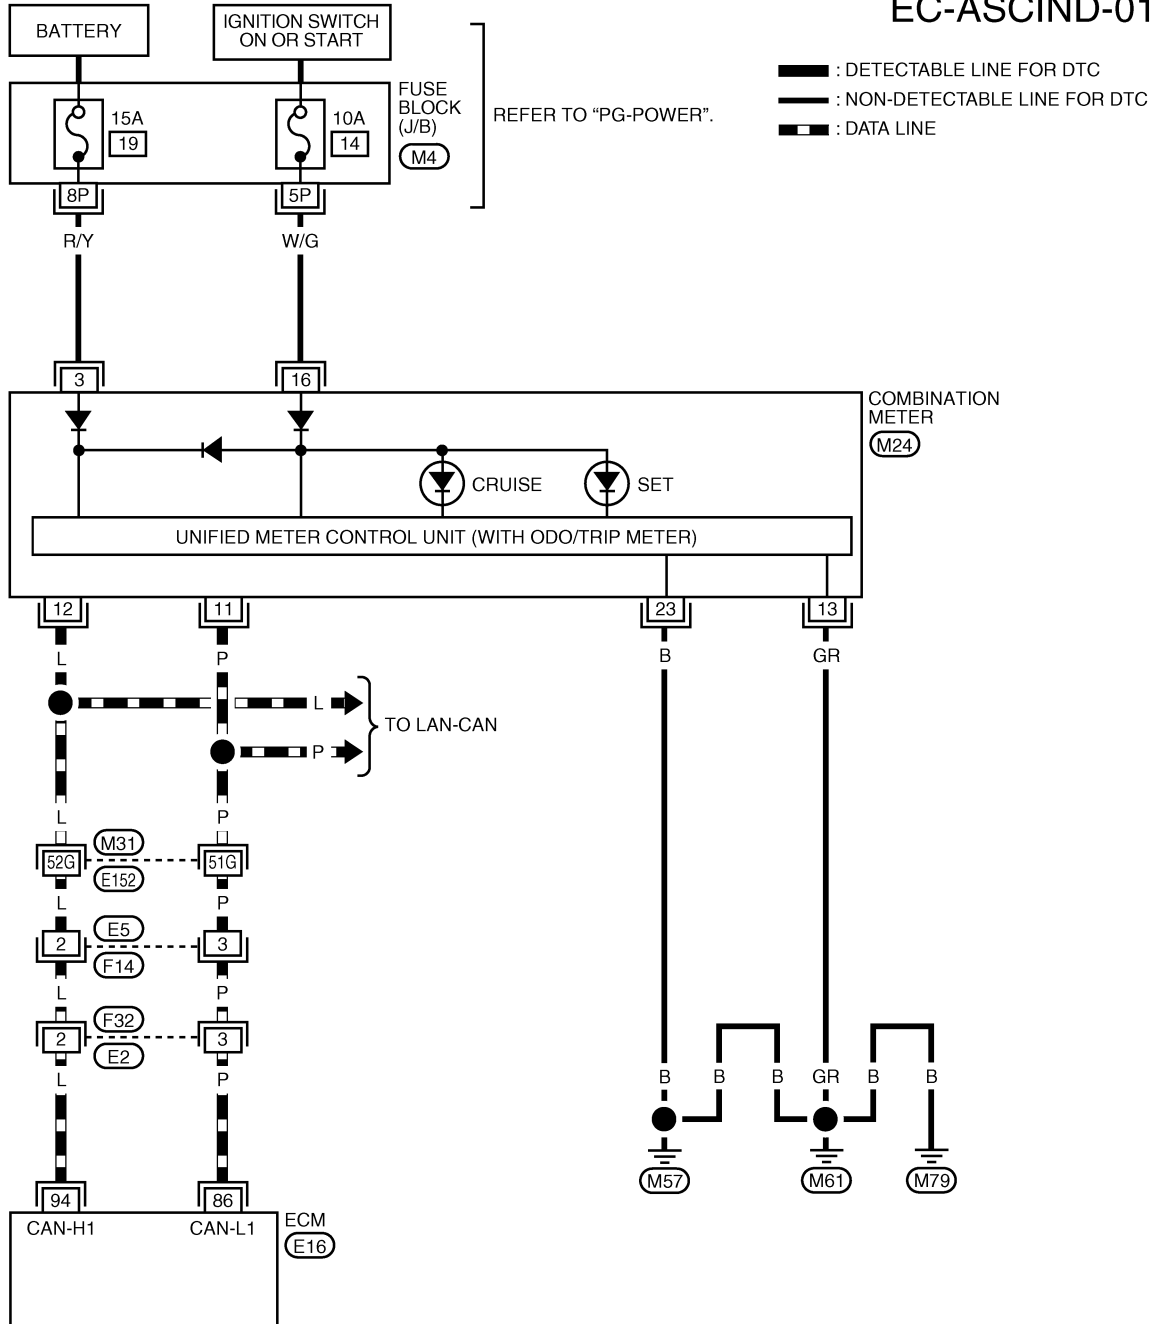 EC-ASCIND-01
BATTERY
IGNITION SWITCH
ON OR START
: DETECTABLE LINE FOR DTC
: NON-DETECTABLE LINE FOR DTC
: DATA LINE
15A
19
10A
14
FUSE
BLOCK
(J/B)
M4
REFER TO “PG-POWER”.
8P
5P
R/Y
W/G
3
16
COMBINATION
METER
M24
CRUISE
SET
UNIFIED METER CONTROL UNIT (WITH ODO/TRIP METER)
12
11
23
13
L
P
B
GR
L
P
TO LAN-CAN
L
P
52G
M31
E152
51G
L
P
2
E5
F14
3
L
P
2
F32
E2
3
L
P
B
B
B
GR
B
B
M57
M61
M79
94
86
CAN-H1
CAN-L1
ECM
E16